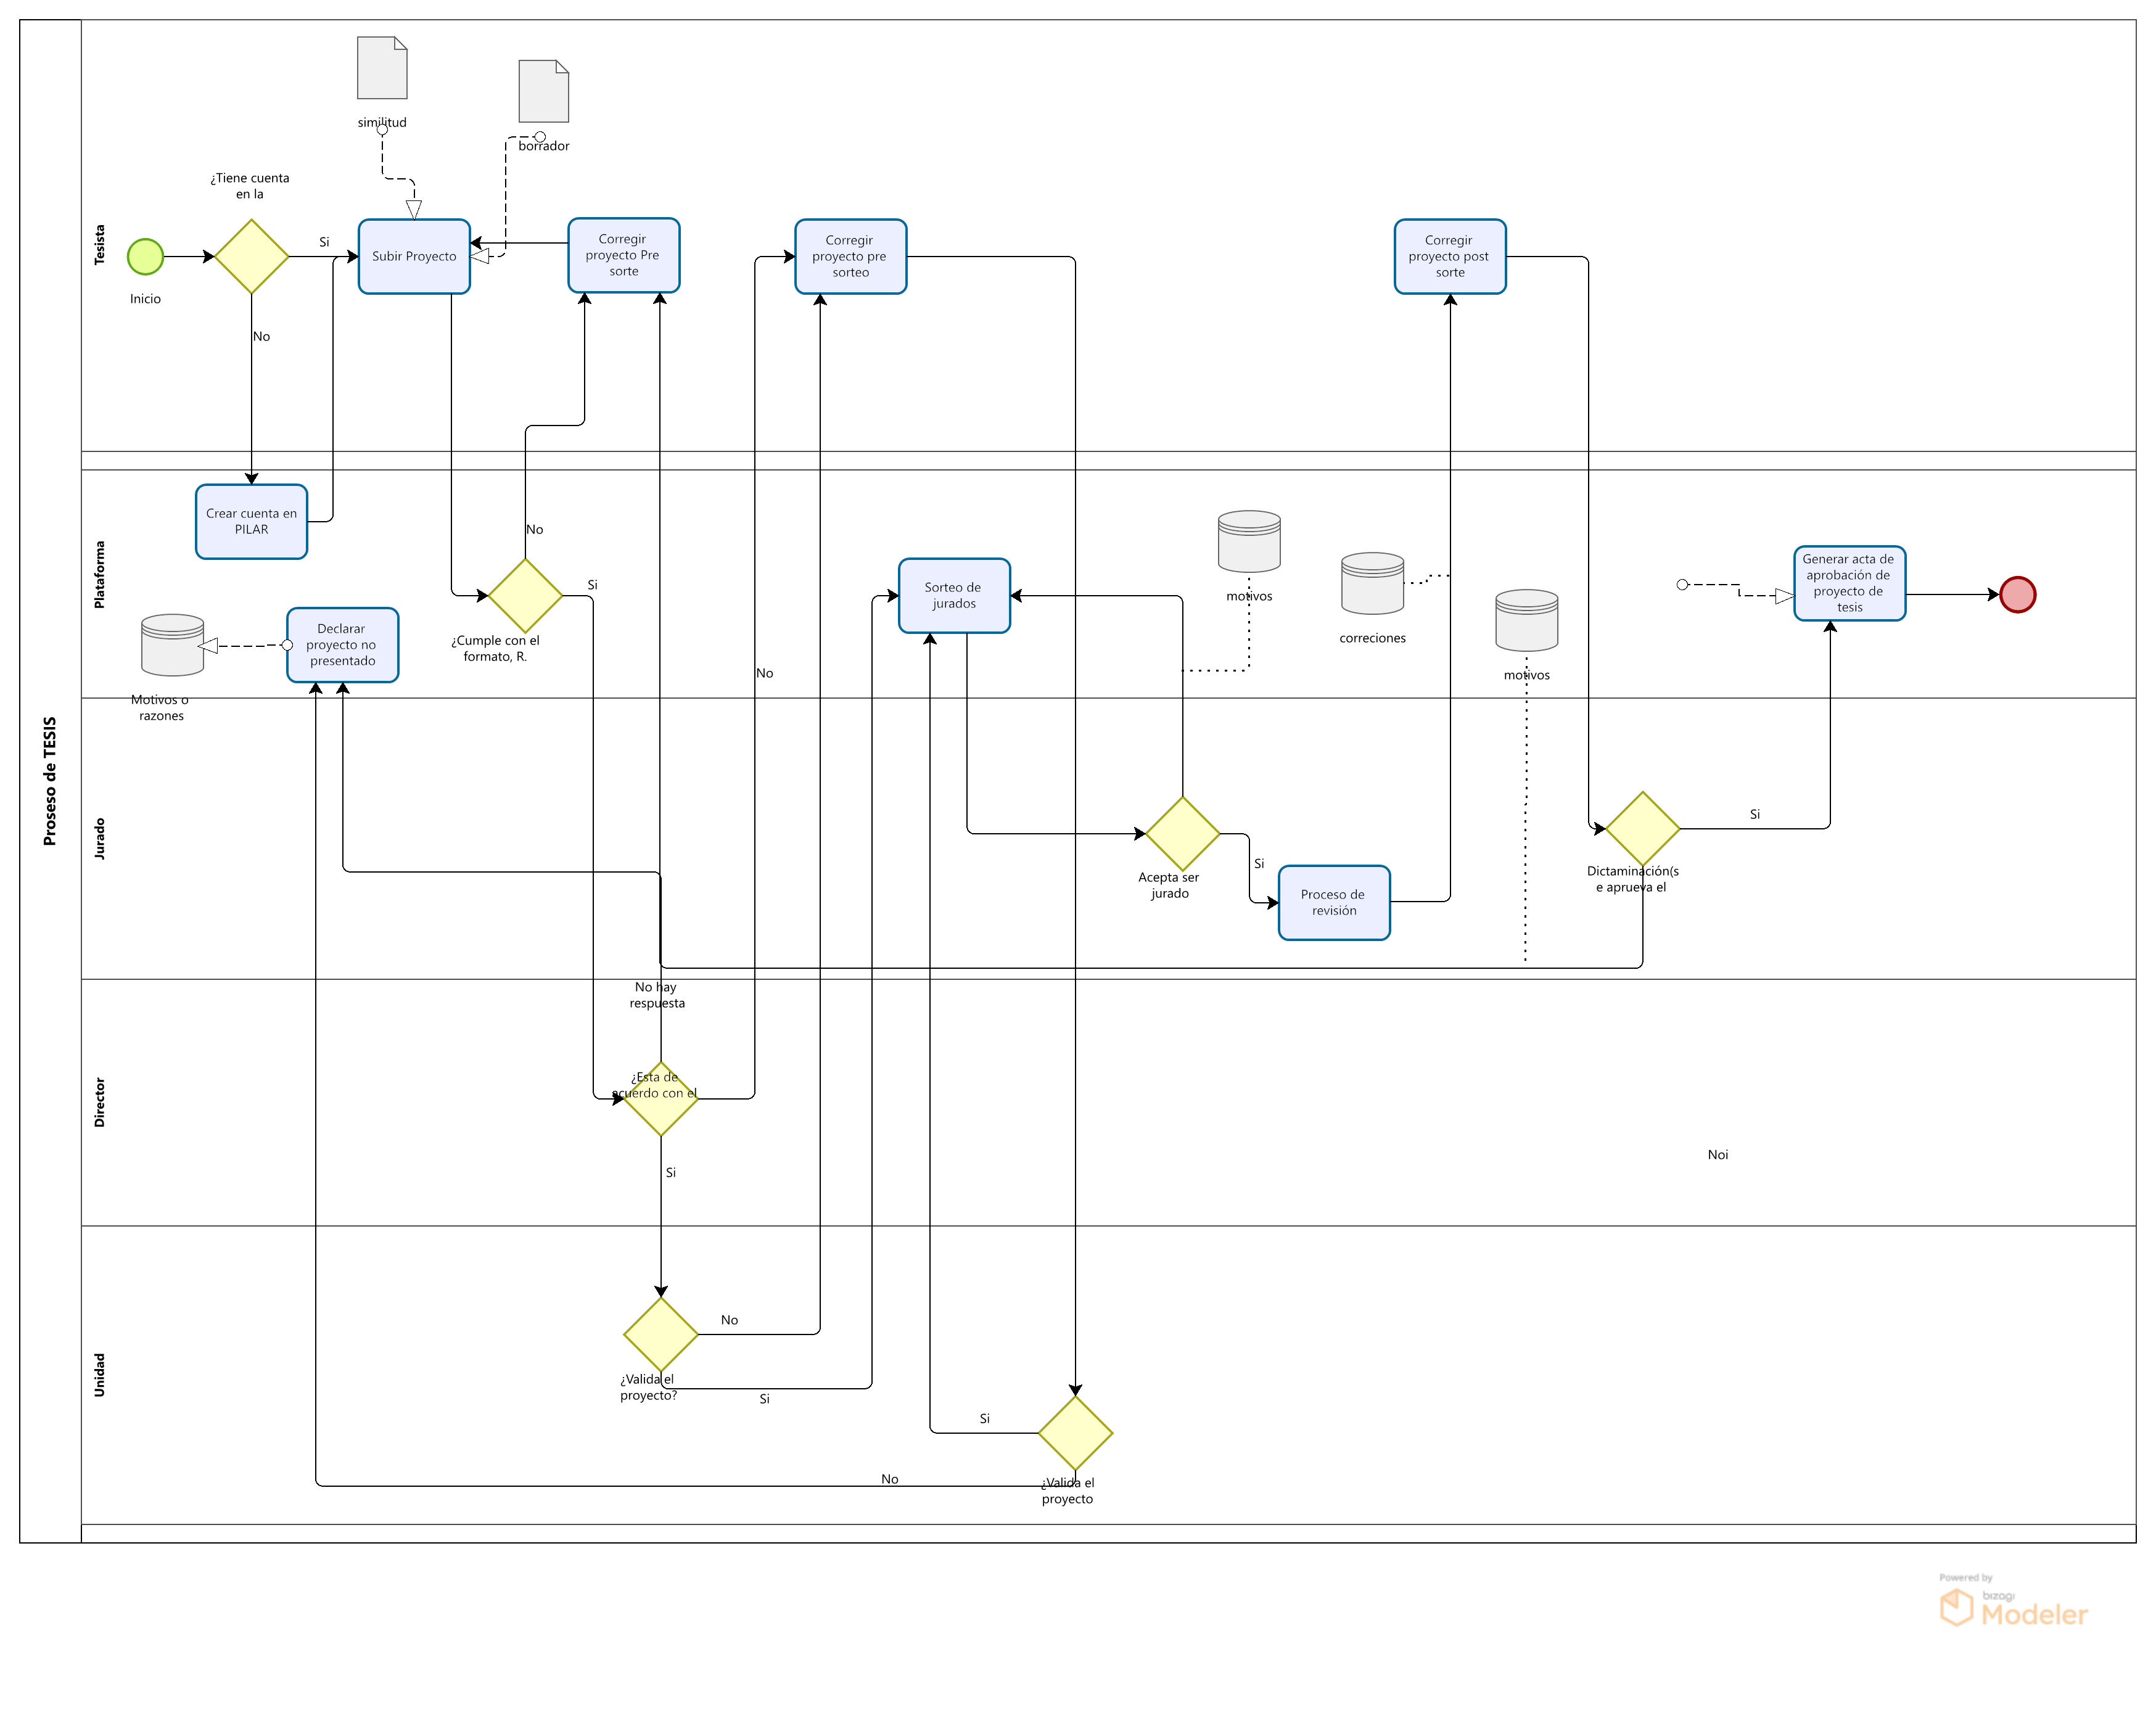 Proseso de TESIS
Tesista
similitud
borrador
¿Tiene cuenta
en la
Inicio
Si
No
Subir Proyecto
Corregir
proyecto Pre
sorte
Corregir
proyecto pre
sorteo
Corregir
proyecto post
sorte
Plataforma
Crear cuenta en
PILAR
Motivos o
razones
Declarar
proyecto no
presentado
No
¿Cumple con el
formato, R.
Si
No
Sorteo de
jurados
motivos
correciones
motivos
Generar acta de
aprobación de
proyecto de
tesis
Jurado
Acepta ser
jurado
Si
Proceso de
revisión
Dictaminación(s
e aprueva el
Si
Director
No hay
respuesta
¿Esta de
acuerdo con el
Si
Noi
Unidad
No
¿Valida el
proyecto?
Si
Si
No
¿Valida el
proyecto
Powered by
bizagi
Modeler